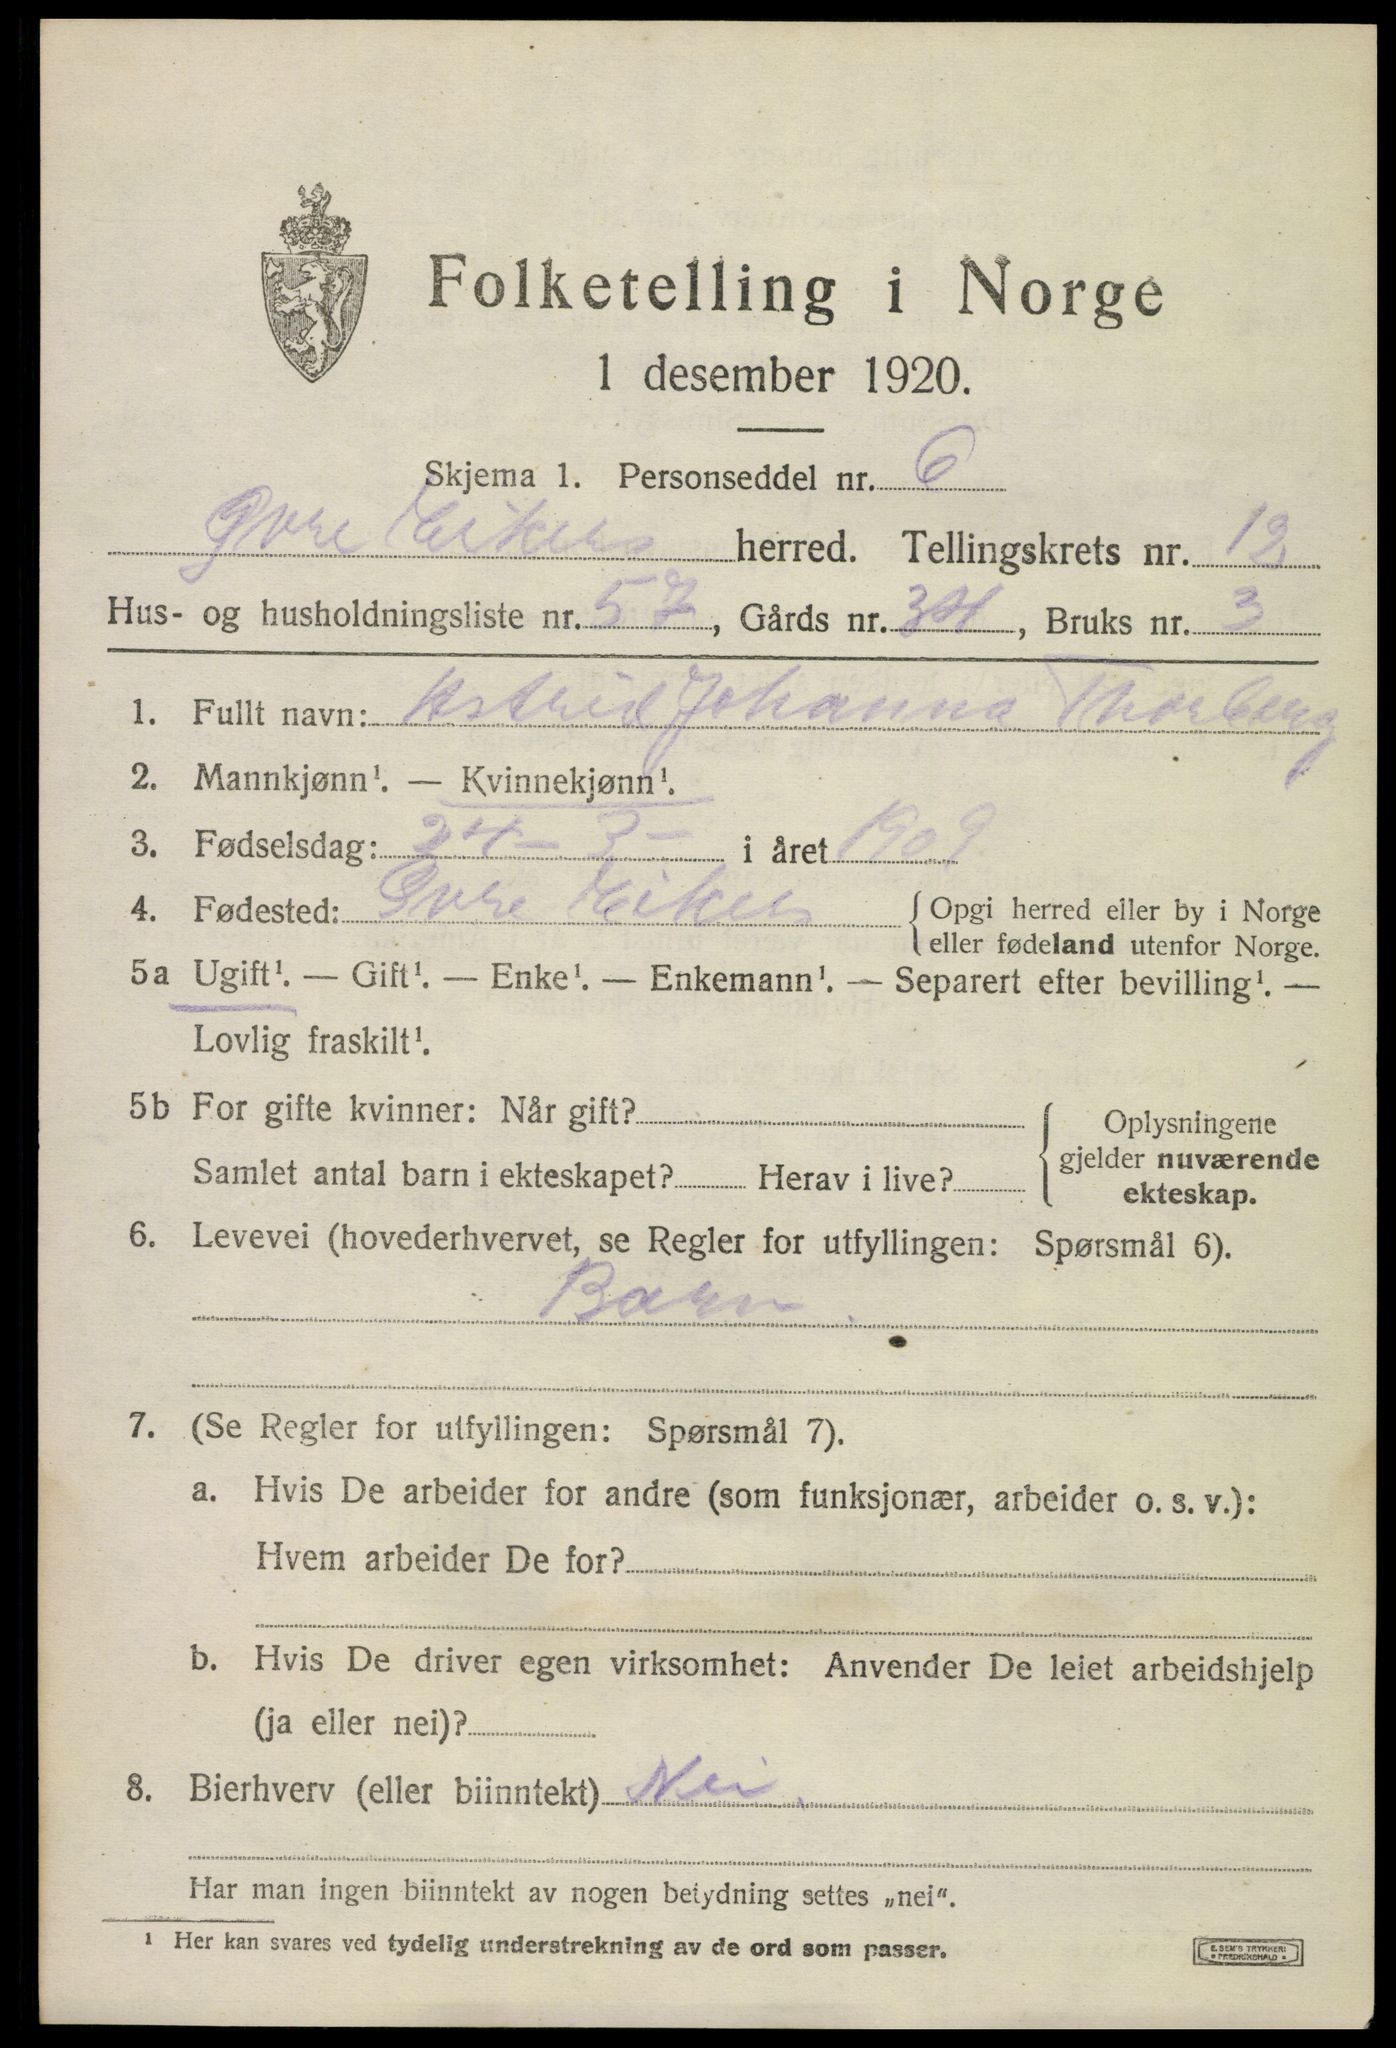 Folketelling i Norge
1 desember 1920.
Skjema 1. Personseddel nr. 6
Øvre Eiker herred. Tellingskrets nr. 12
Hus- og husholdningsliste nr. 57, Gårds nr. 34, Bruks nr. 3
1. Fullt navn: Astrid Johanna Thorberg
2. Mannkjønn¹. — Kvinnekjønn¹.
3. Fødselsdag: 24 - 3 - i året 1909
4. Fødested: Øvre Eiker {Opgi herred eller by i Norge
eller fødeland utenfor Norge.
5a Ugift¹. — Gift¹. — Enke¹. — Enkemann¹. — Separert efter bevilling¹. —
Lovlig fraskilt¹.
5b For gifte kvinner: Når gift?
Samlet antal barn i ekteskapet? Herav i live?
{Oplysningene
gjelder nuværende
ekteskap.
6. Levevei (hovederhvervet, se Regler for utfyllingen: Spørsmål 6).
Barn.
7. (Se Regler for utfyllingen: Spørsmål 7).
a. Hvis De arbeider for andre (som funksjonær, arbeider o. s. v.):
Hvem arbeider De for?
b. Hvis De driver egen virksomhet: Anvender De leiet arbeidshjelp
(ja eller nei)?
8. Bierhverv (eller biinntekt) Nei.
Har man ingen biinntekt av nogen betydning settes „nei“.
¹ Her kan svares ved tydelig understrekning av de ord som passer.
E. SEM'S TRYKKERI
FREDRIKSHALD